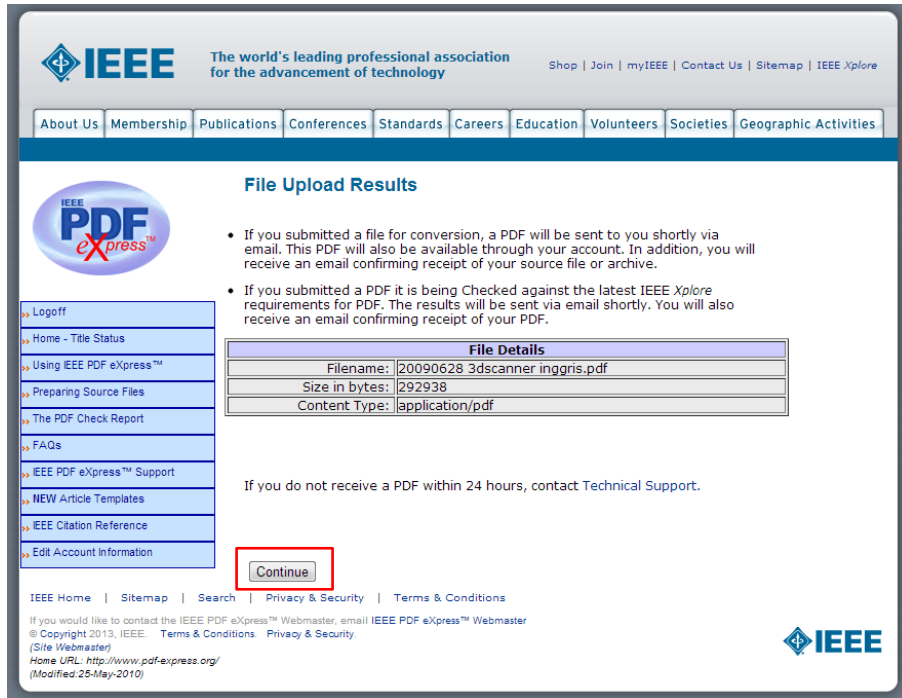 IEEE
The world's leading professional association
for the advancement of technology
Shop | Join | myIEEE | Contact Us | Sitemap | IEEE Xplore
About Us Membership Publications Conferences Standards Careers Education Volunteers Societies Geographic Activities
IEEE
PDF
eXpress™
File Upload Results
• If you submitted a file for conversion, a PDF will be sent to you shortly via
email. This PDF will also be available through your account. In addition, you will
receive an email confirming receipt of your source file or archive.
• If you submitted a PDF it is being Checked against the latest IEEE Xplore
requirements for PDF. The results will be sent via email shortly. You will also
receive an email confirming receipt of your PDF.
» Logoff
» Home - Title Status
» Using IEEE PDF eXpress™
» Preparing Source Files
» The PDF Check Report
» FAQs
» IEEE PDF eXpress™ Support
» NEW Article Templates
» IEEE Citation Reference
» Edit Account Information
File Details
Filename: 20090628 3dscanner inggris.pdf
Size in bytes: 292938
Content Type: application/pdf
If you do not receive a PDF within 24 hours, contact Technical Support.
Continue
IEEE Home | Sitemap | Search | Privacy & Security | Terms & Conditions
If you would like to contact the IEEE PDF eXpress™ Webmaster, email IEEE PDF eXpress™ Webmaster
© Copyright 2013, IEEE. Terms & Conditions. Privacy & Security.
(Site Webmaster)
Home URL: http://www.pdf-express.org/
(Modified:25-May-2010)
IEEE